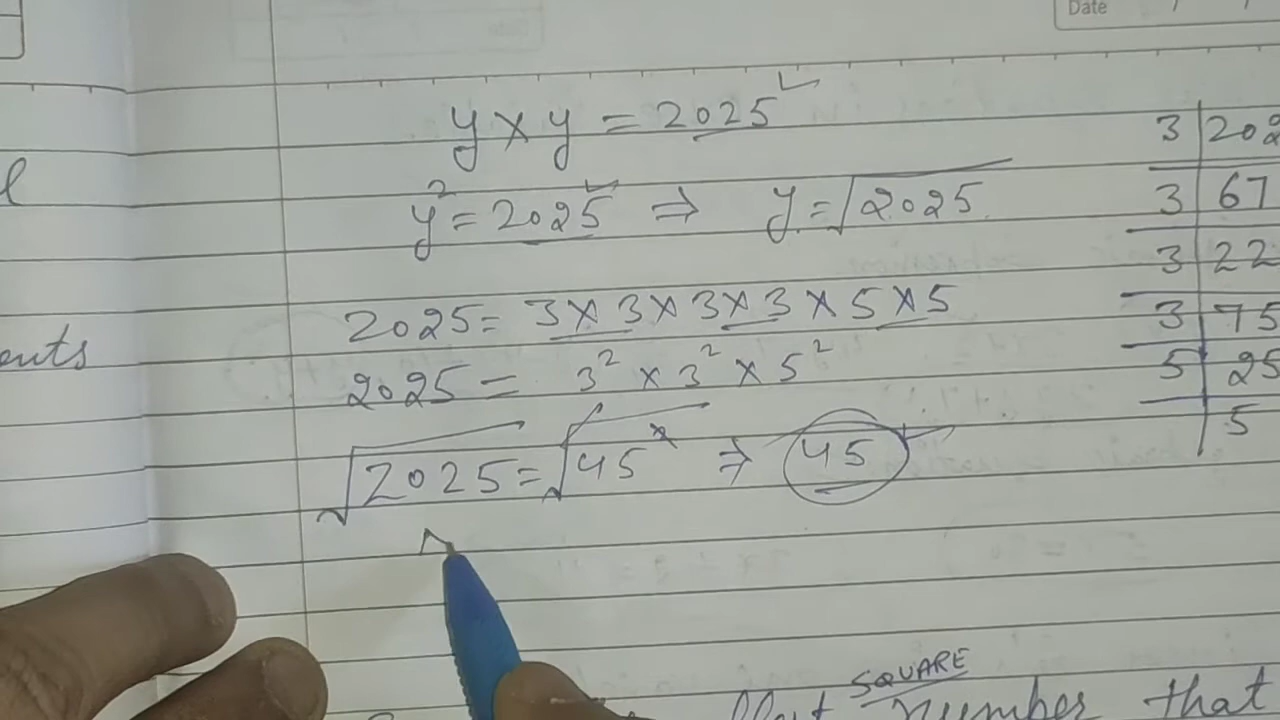 Date / /
y × y = 2025
y² = 2025 ⇒ y = √2025
2025 = 3 × 3 × 3 × 3 × 5 × 5
2025 = 3² × 3² × 5²
√2025 = √45² ⇒ 45
3 | 202
3 | 67
3 | 22
3 | 75
5 | 25
5
SQUARE
number that